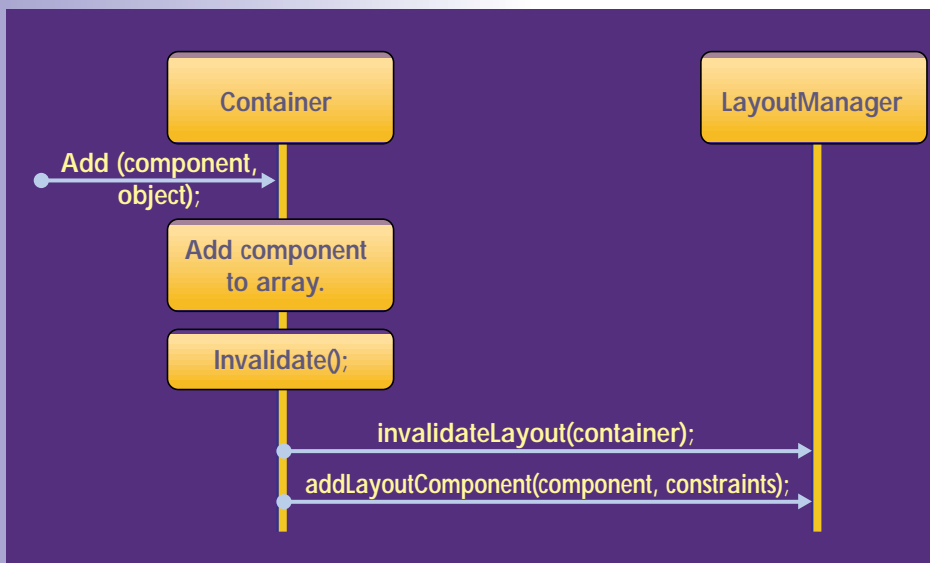 Container
LayoutManager
Add (component,
object);
Add component
to array.
Invalidate();
invalidateLayout(container);
addLayoutComponent(component, constraints);